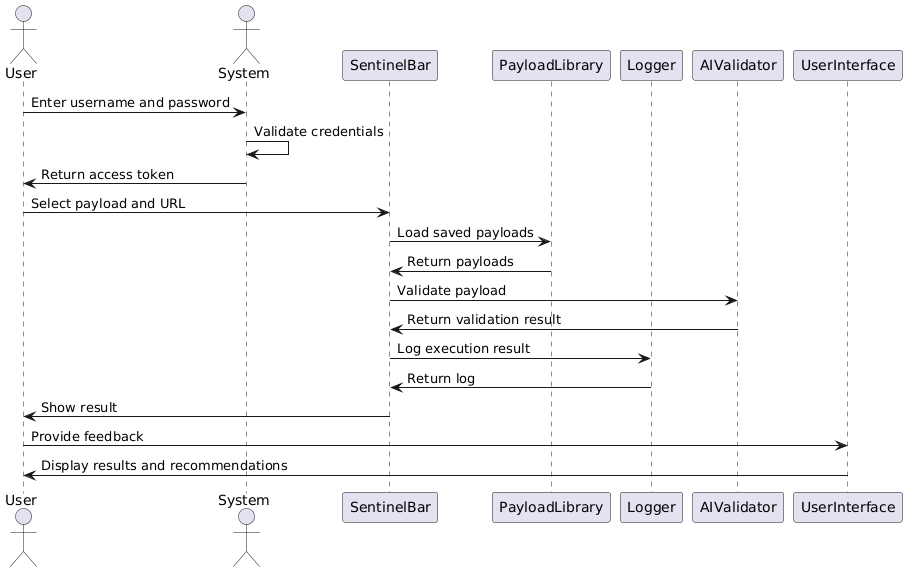 User
System
SentinelBar
PayloadLibrary
Logger
AIValidator
UserInterface
Enter username and password
Validate credentials
Return access token
Select payload and URL
Load saved payloads
Return payloads
Validate payload
Return validation result
Log execution result
Return log
Show result
Provide feedback
Display results and recommendations
User
System
SentinelBar
PayloadLibrary
Logger
AIValidator
UserInterface